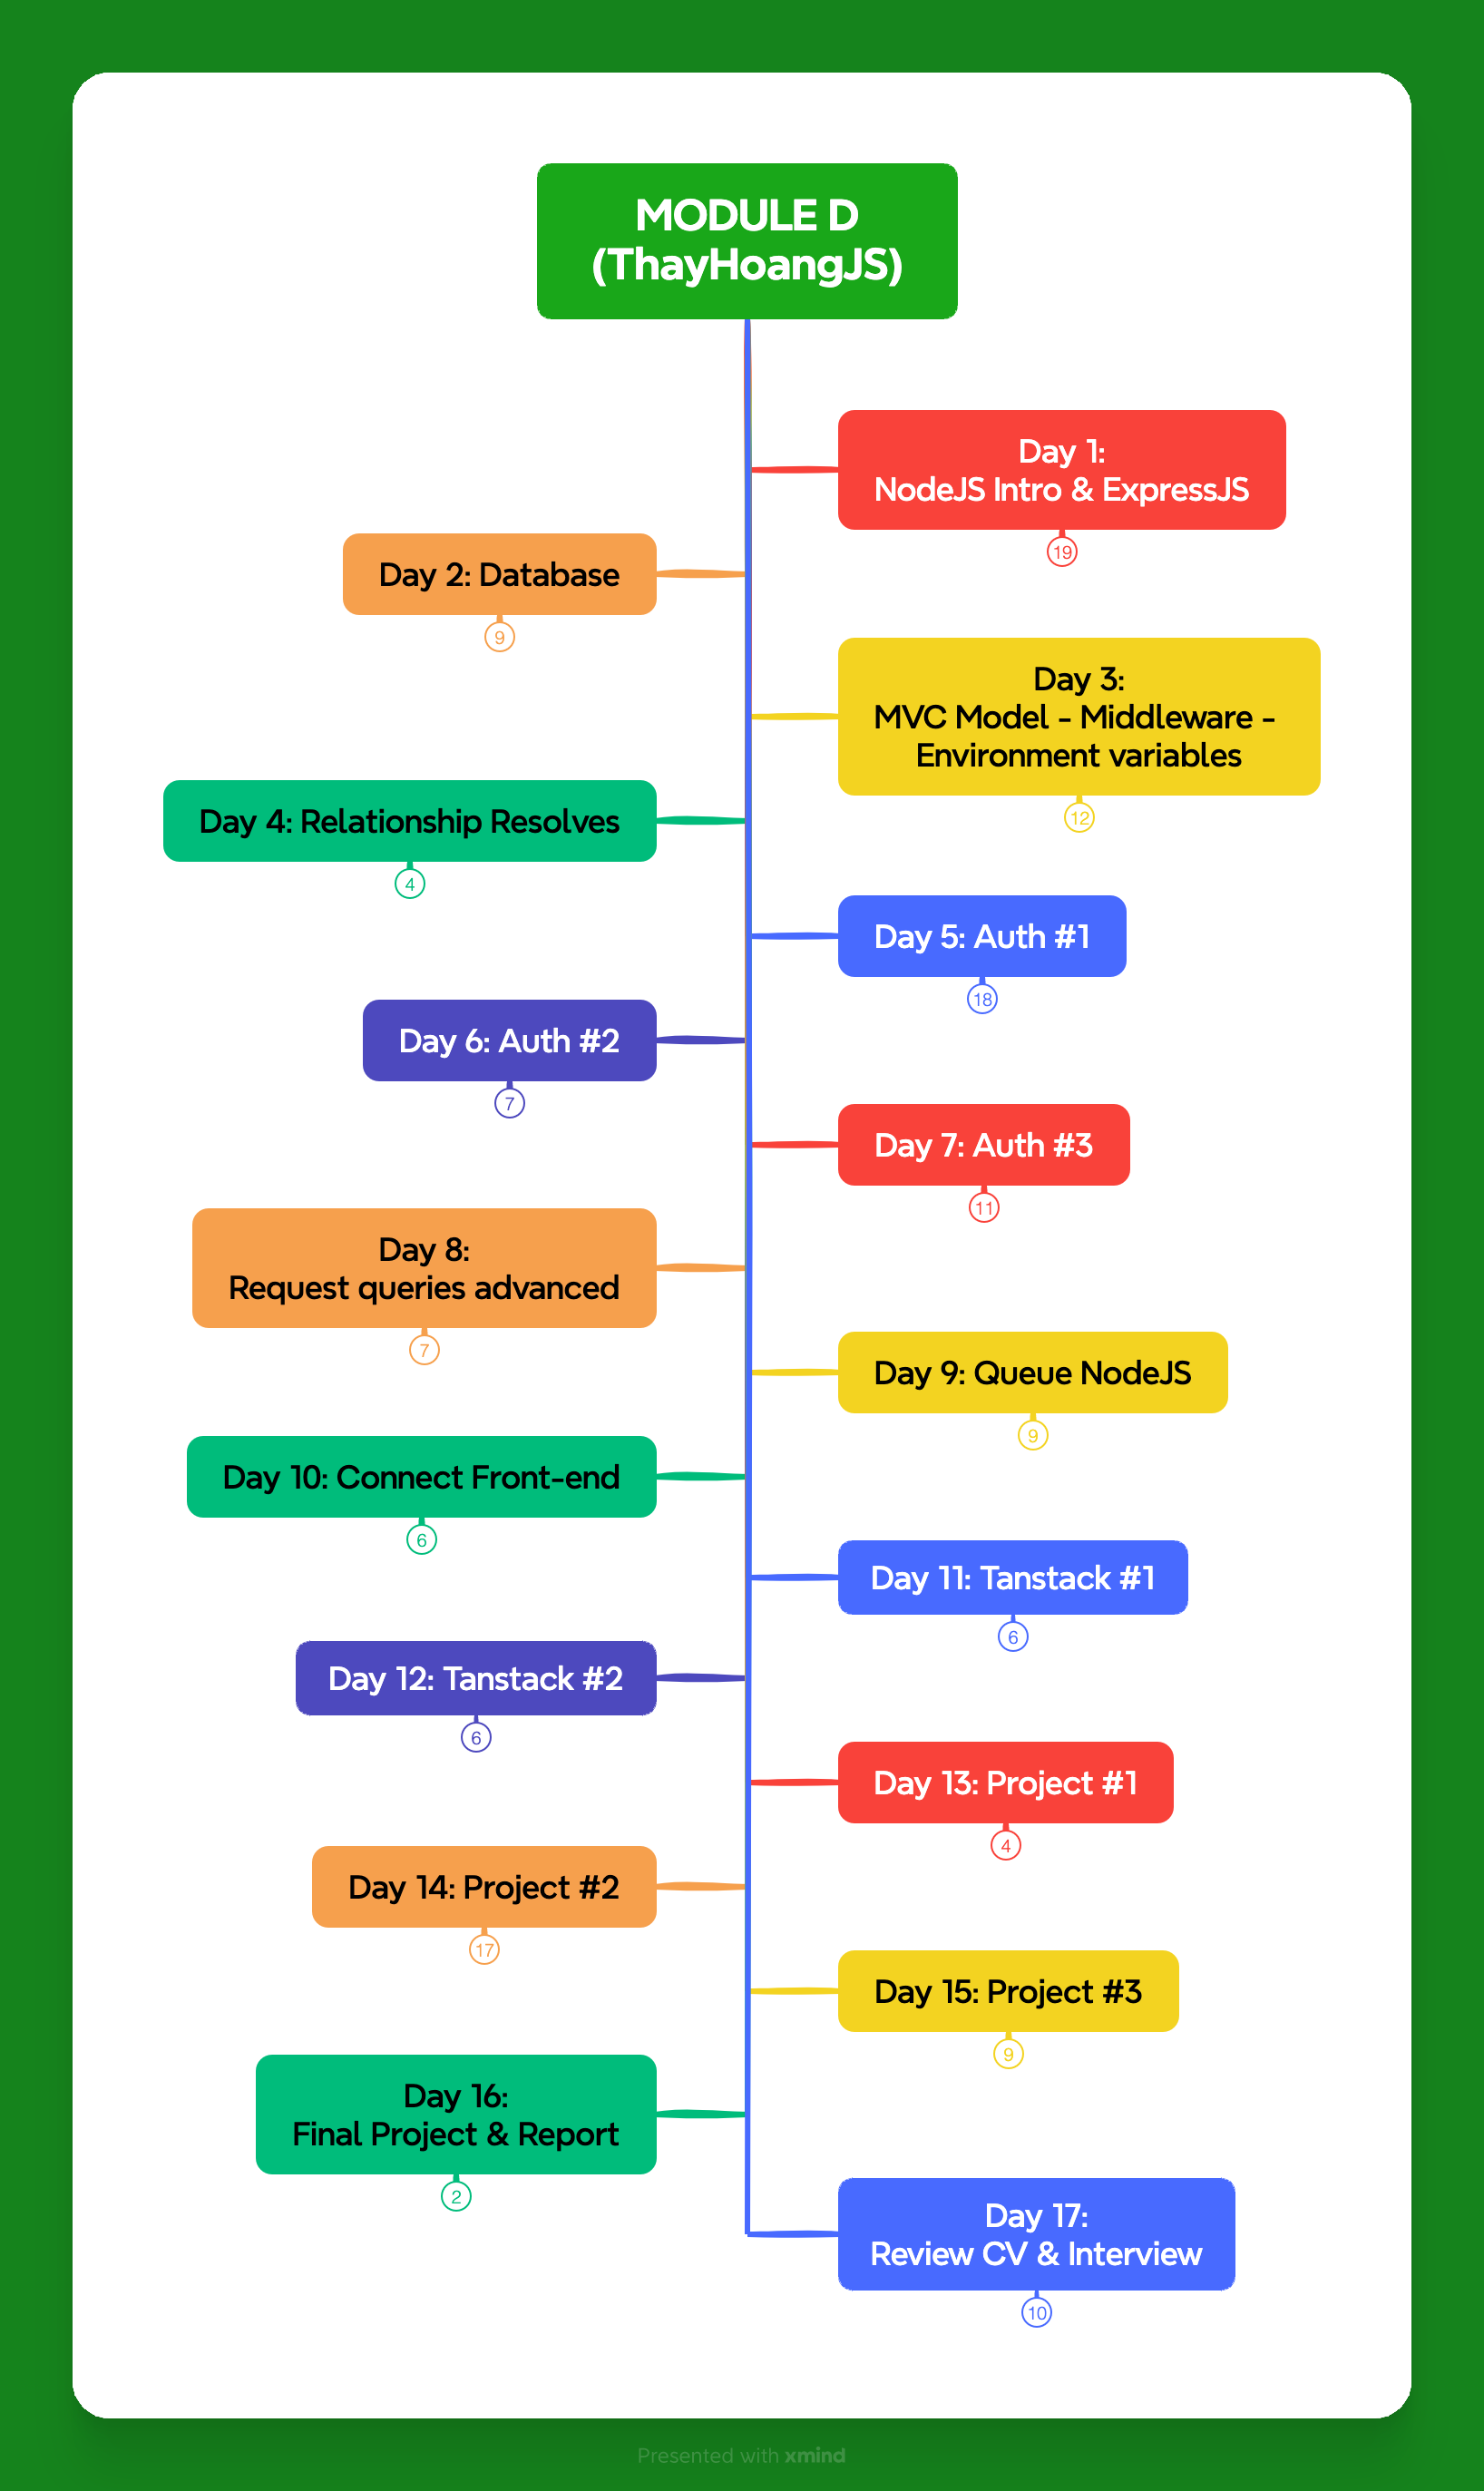 MODULE D
(ThayHoangJS)
Day 1:
NodeJS Intro & ExpressJS
19
Day 2: Database
9
Day 3:
MVC Model - Middleware -
Environment variables
12
Day 4: Relationship Resolves
4
Day 5: Auth #1
18
Day 6: Auth #2
7
Day 7: Auth #3
11
Day 8:
Request queries advanced
7
Day 9: Queue NodeJS
9
Day 10: Connect Front-end
6
Day 11: Tanstack #1
6
Day 12: Tanstack #2
6
Day 13: Project #1
4
Day 14: Project #2
17
Day 15: Project #3
9
Day 16:
Final Project & Report
2
Day 17:
Review CV & Interview
10
Presented with xmind